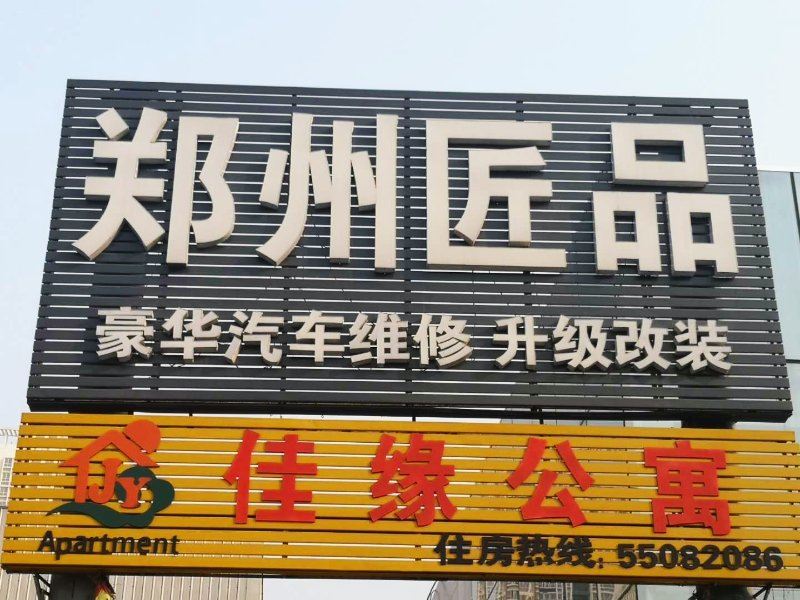 郑州匠品
豪华汽车维修 升级改装
佳缘公寓
JY
Apartment
住房热线：55082086